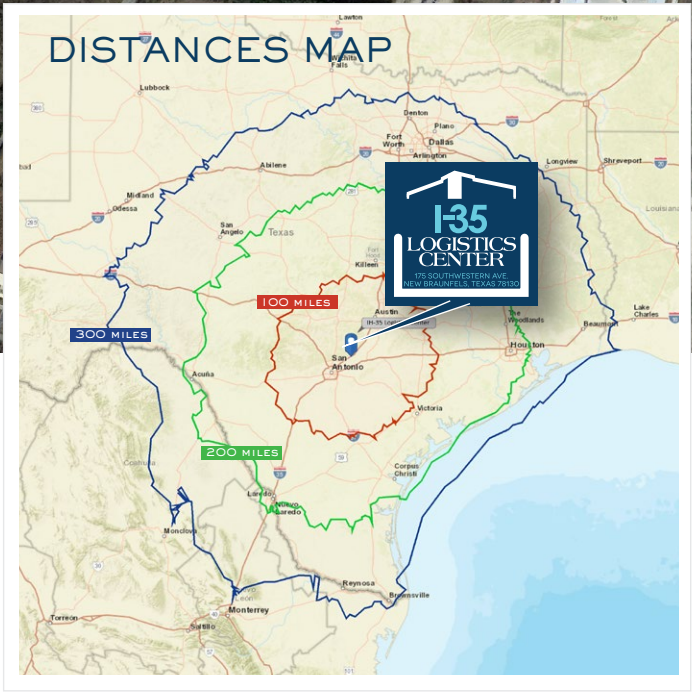 Lawton
DISTANCES MAP
Wichita
Falls
Lubbock
Denton
Plano
Fort
Worth
Dallas
Arlington
Abilene
Longview
Shreveport
Midland
Odessa
Louisiana
San
Angelo
Texas
I-35
LOGISTICS
CENTER
175 SOUTHWESTERN AVE.
NEW BRAUNFELS, TEXAS 78130
Killeen
100 MILES
Austin
The
Woodlands
Lake
Charles
Beaumont
300 MILES
Houston
San
Antonio
Acuña
Victoria
200 MILES
59
Corpus
Christi
Laredo
Nuevo
Laredo
Monclova
Reynosa
Brownsville
Monterrey
Torreon
Saltillo